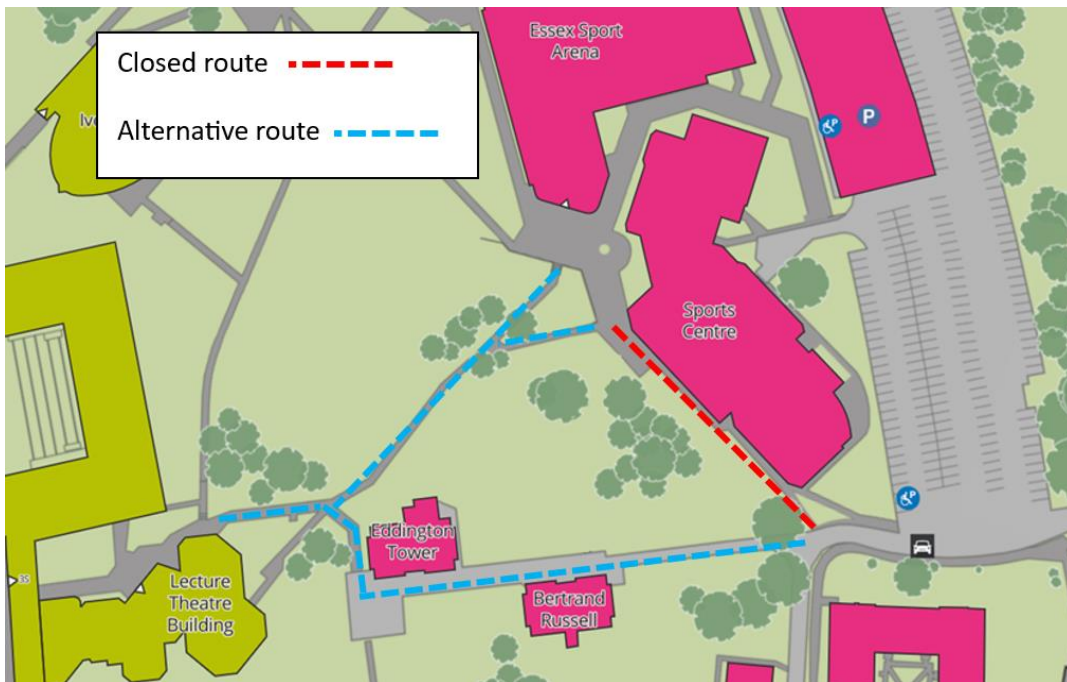 Closed route
Alternative route
Essex Sport
Arena
P
P
P
Sports
Centre
Eddington
Tower
Bertrand
Russell
Lecture
Theatre
Building